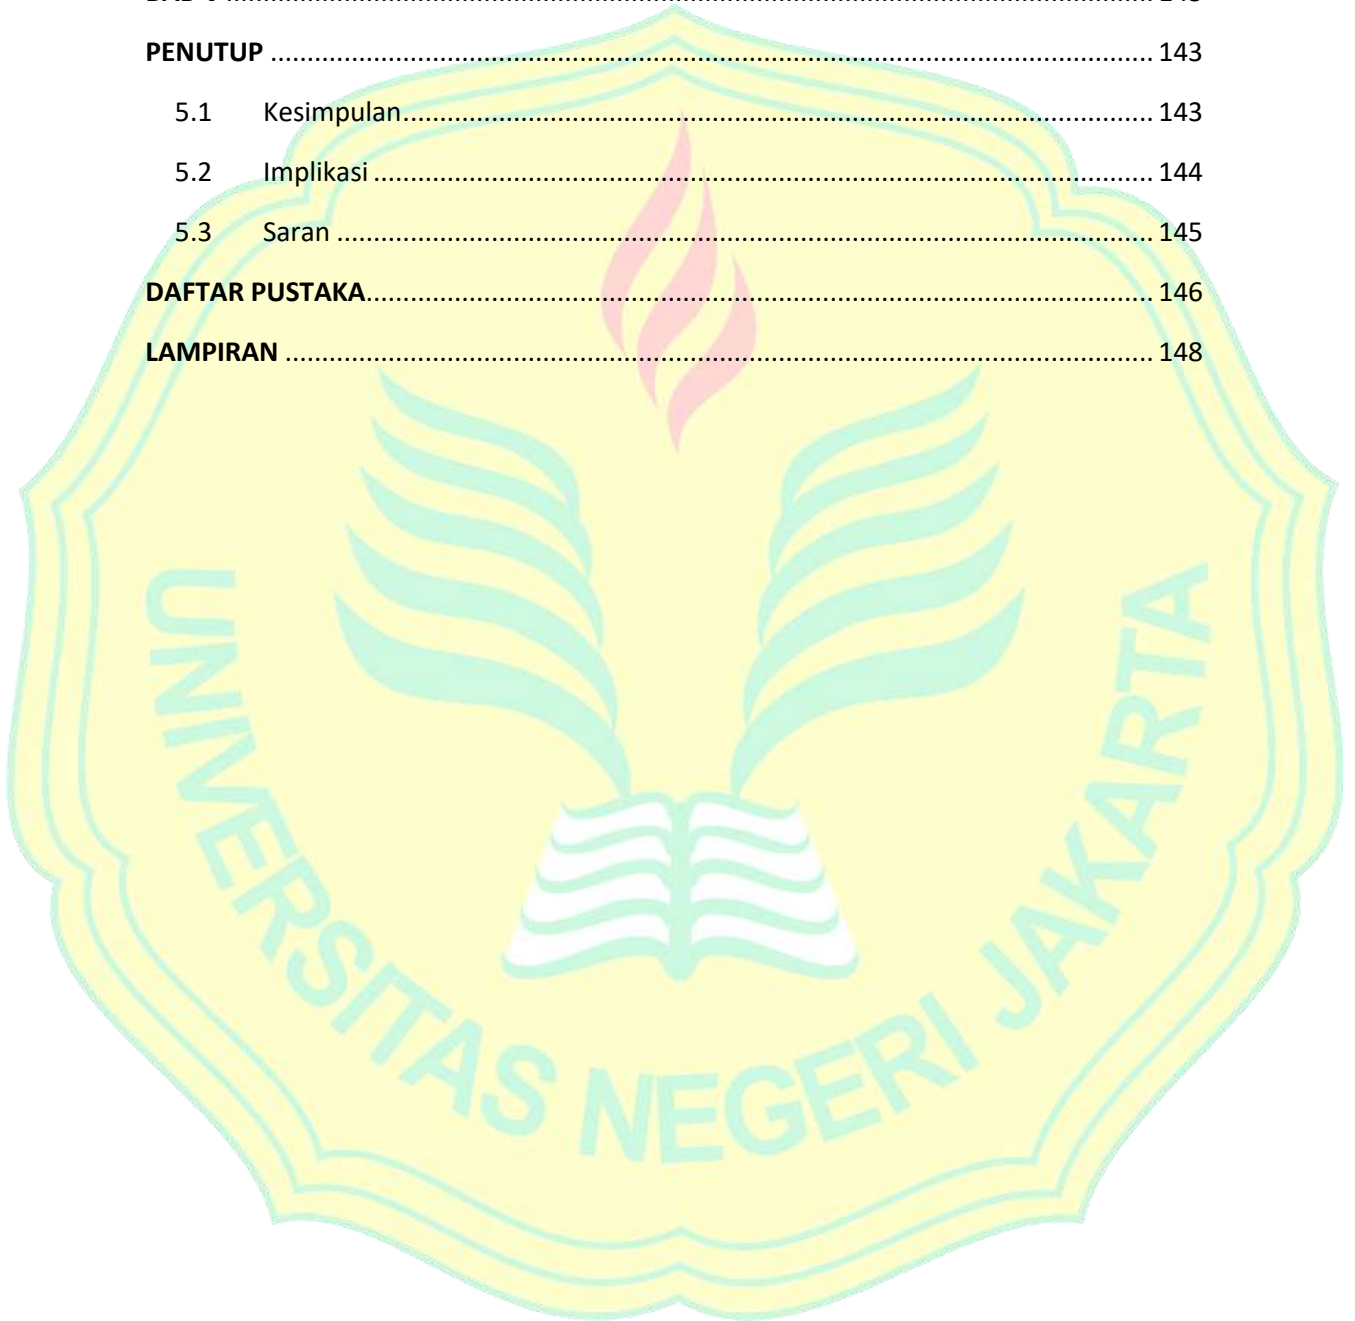 PENUTUP ........ 143
5.1 Kesimpulan ........ 143
5.2 Implikasi ........ 144
5.3 Saran ........ 145
DAFTAR PUSTAKA ........ 146
LAMPIRAN ........ 148
UNIVERSITAS NEGERI JAKARTA